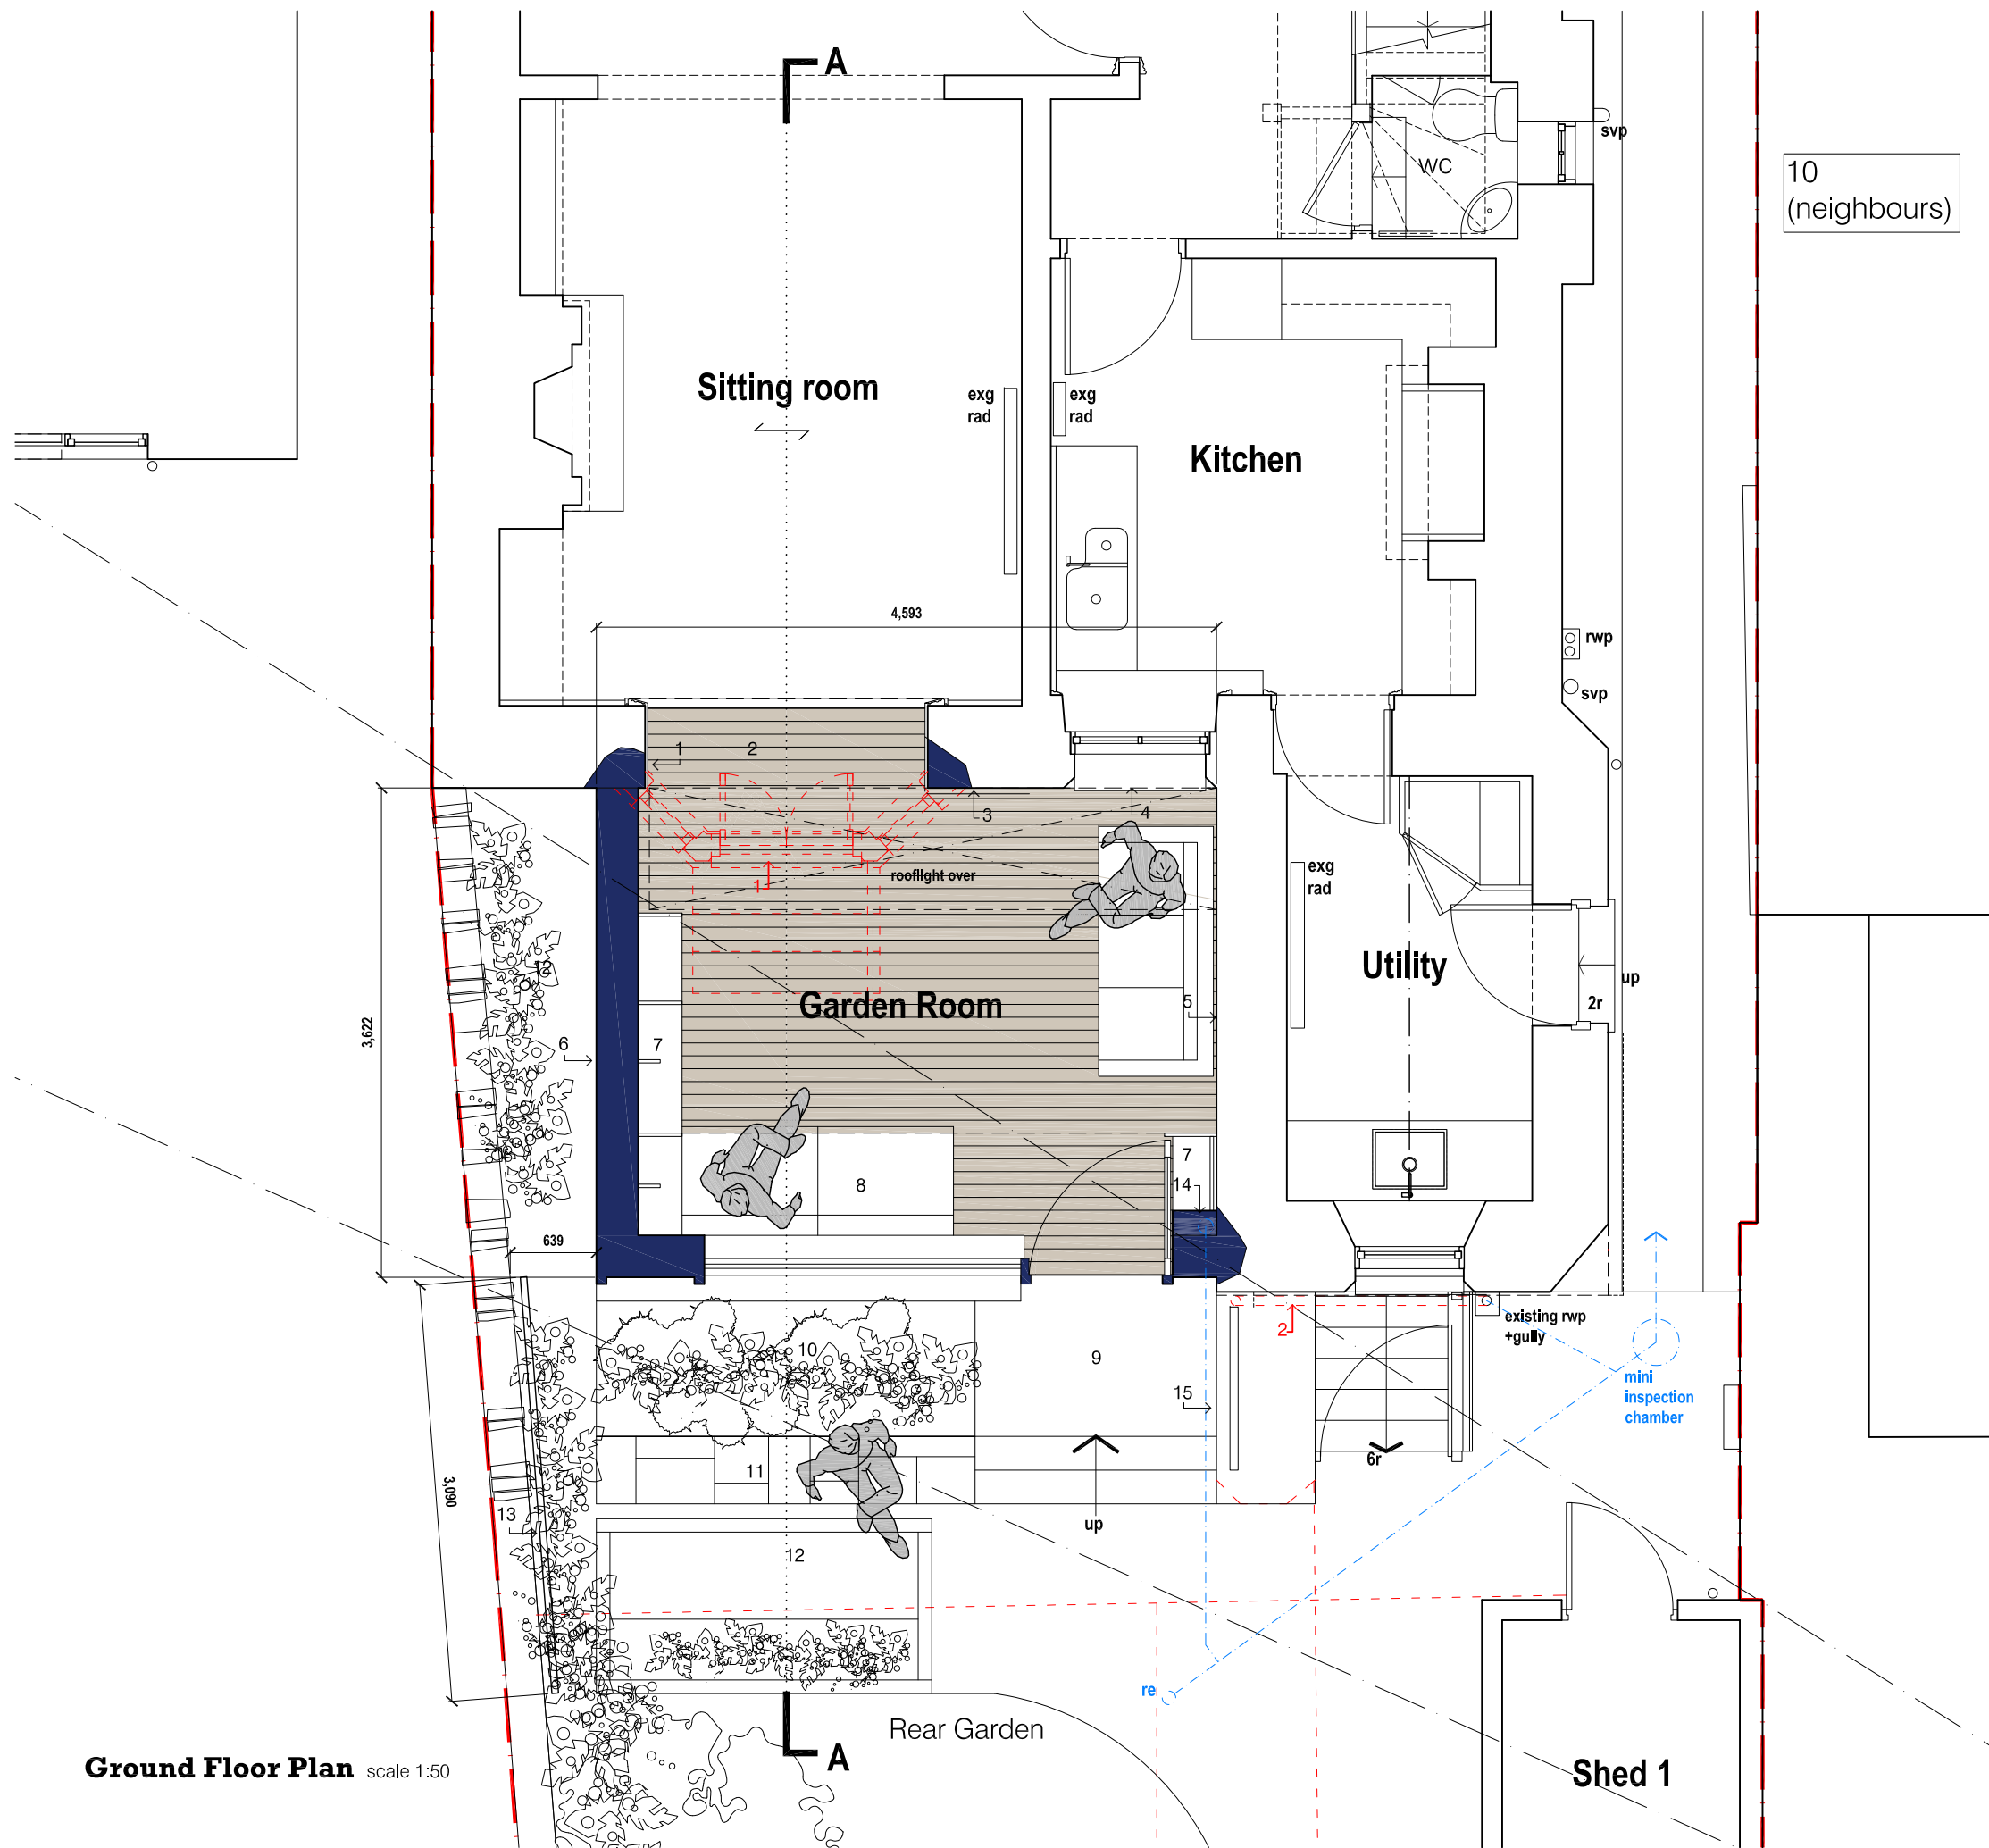 A
svp
WC
10
(neighbours)
Sitting room
exg
rad
exg
rad
Kitchen
4,593
rwp
svp
1
2
3
4
1
rooflight over
exg
rad
12
Utility
up
2r
5
Garden Room
3,622
6
7
7
14
8
639
existing rwp
+gully
2
10
9
15
mini
inspection
chamber
6r
11
3,090
13
up
12
re
Rear Garden
A
Ground Floor Plan scale 1:50
Shed 1